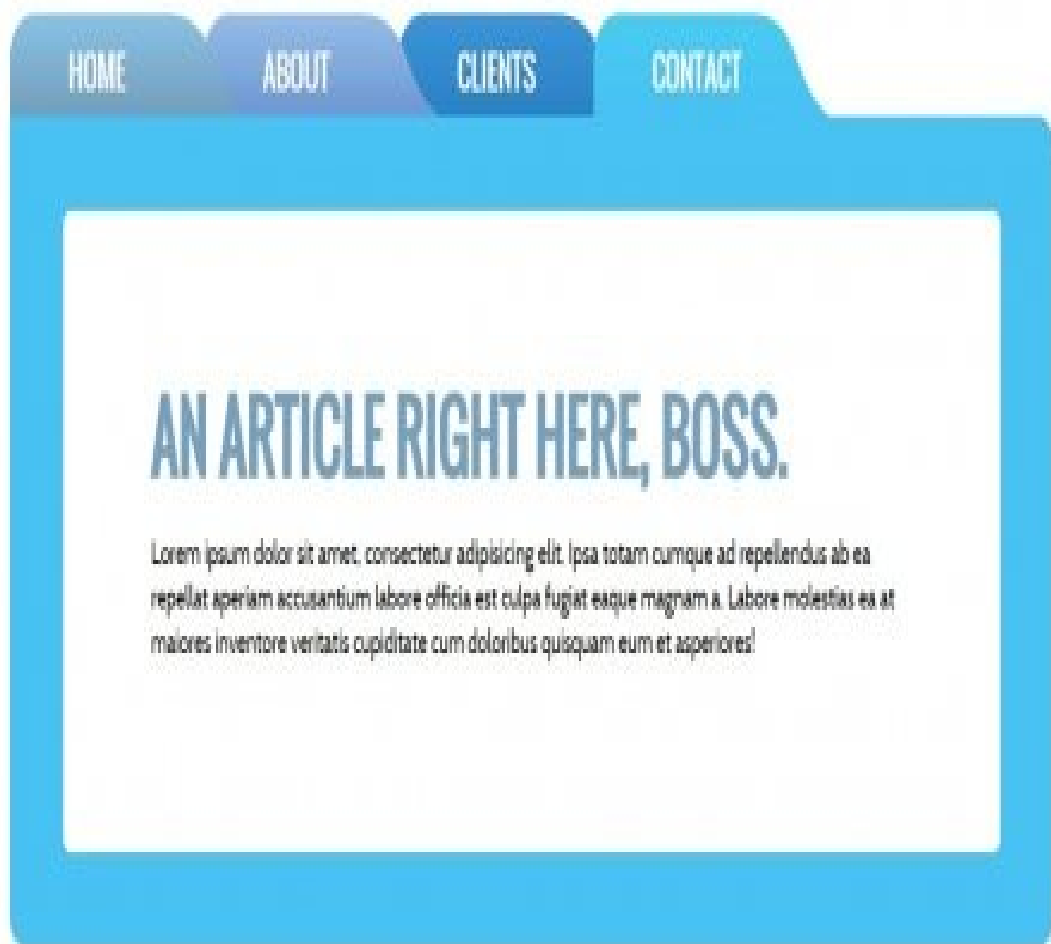 HOME ABOUT CLIENTS CONTACT
AN ARTICLE RIGHT HERE, BOSS.
Lorem ipsum dolor sit amet, consectetur adipisicing elit. Ipsa totam cumque ad repellendus ab ea
repellat aperiam accusantium labore officia est culpa fugiat eaque magnam a. Labore molestias ea at
maiores inventore veritatis cupiditate cum doloribus quisquam eum et asperiores!